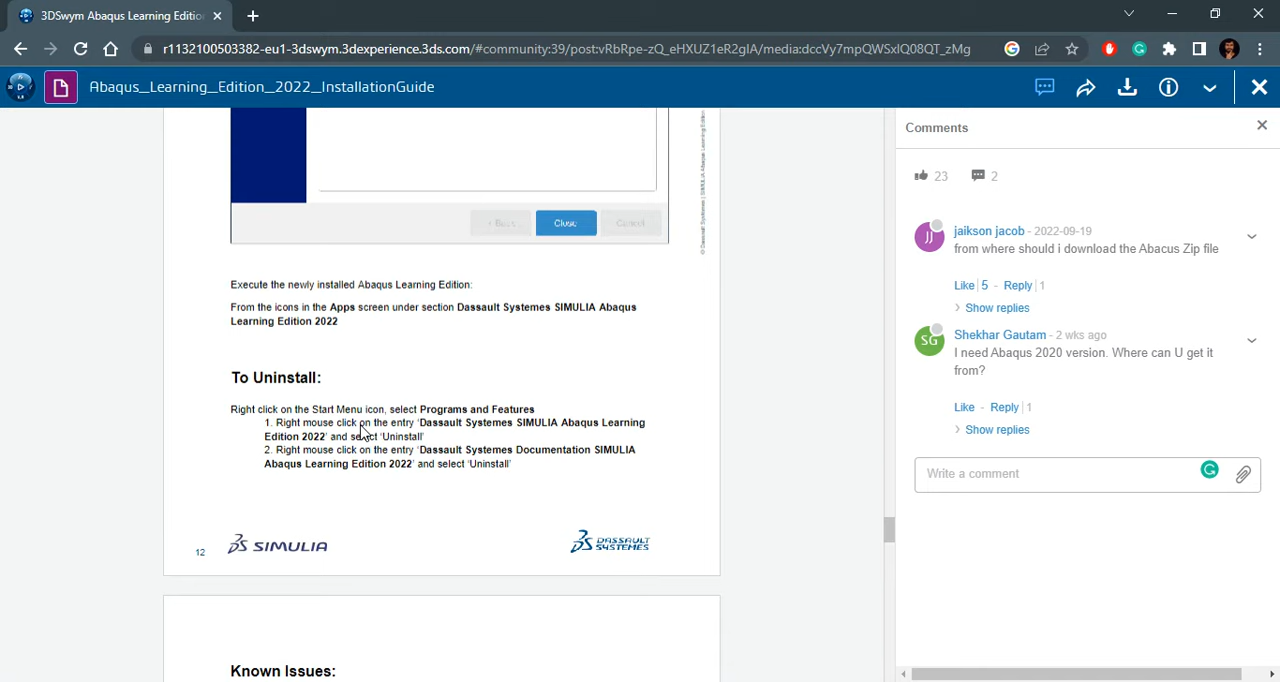 3DSwym Abaqus Learning Edition
r1132100503382-eu1-3dswym.3dexperience.3ds.com/#community:39/post:vRbRpe-zQ_eHXUZ1eR2gIA/media:dccVy7mpQWSxlQ08QT_zMg
Abaqus_Learning_Edition_2022_InstallationGuide
< Back Close Cancel
Execute the newly installed Abaqus Learning Edition:
From the icons in the Apps screen under section Dassault Systemes SIMULIA Abaqus
Learning Edition 2022
To Uninstall:
Right click on the Start Menu icon, select Programs and Features
1. Right mouse click on the entry ‘Dassault Systemes SIMULIA Abaqus Learning
Edition 2022’ and select ‘Uninstall’
2. Right mouse click on the entry ‘Dassault Systemes Documentation SIMULIA
Abaqus Learning Edition 2022’ and select ‘Uninstall’
12
SIMULIA
DASSAULT
SYSTEMES
Known Issues:
Comments
23 2
JJ
jaikson jacob - 2022-09-19
from where should i download the Abacus Zip file
Like 5 - Reply 1
Show replies
SG
Shekhar Gautam - 2 wks ago
I need Abaqus 2020 version. Where can U get it
from?
Like - Reply 1
Show replies
Write a comment